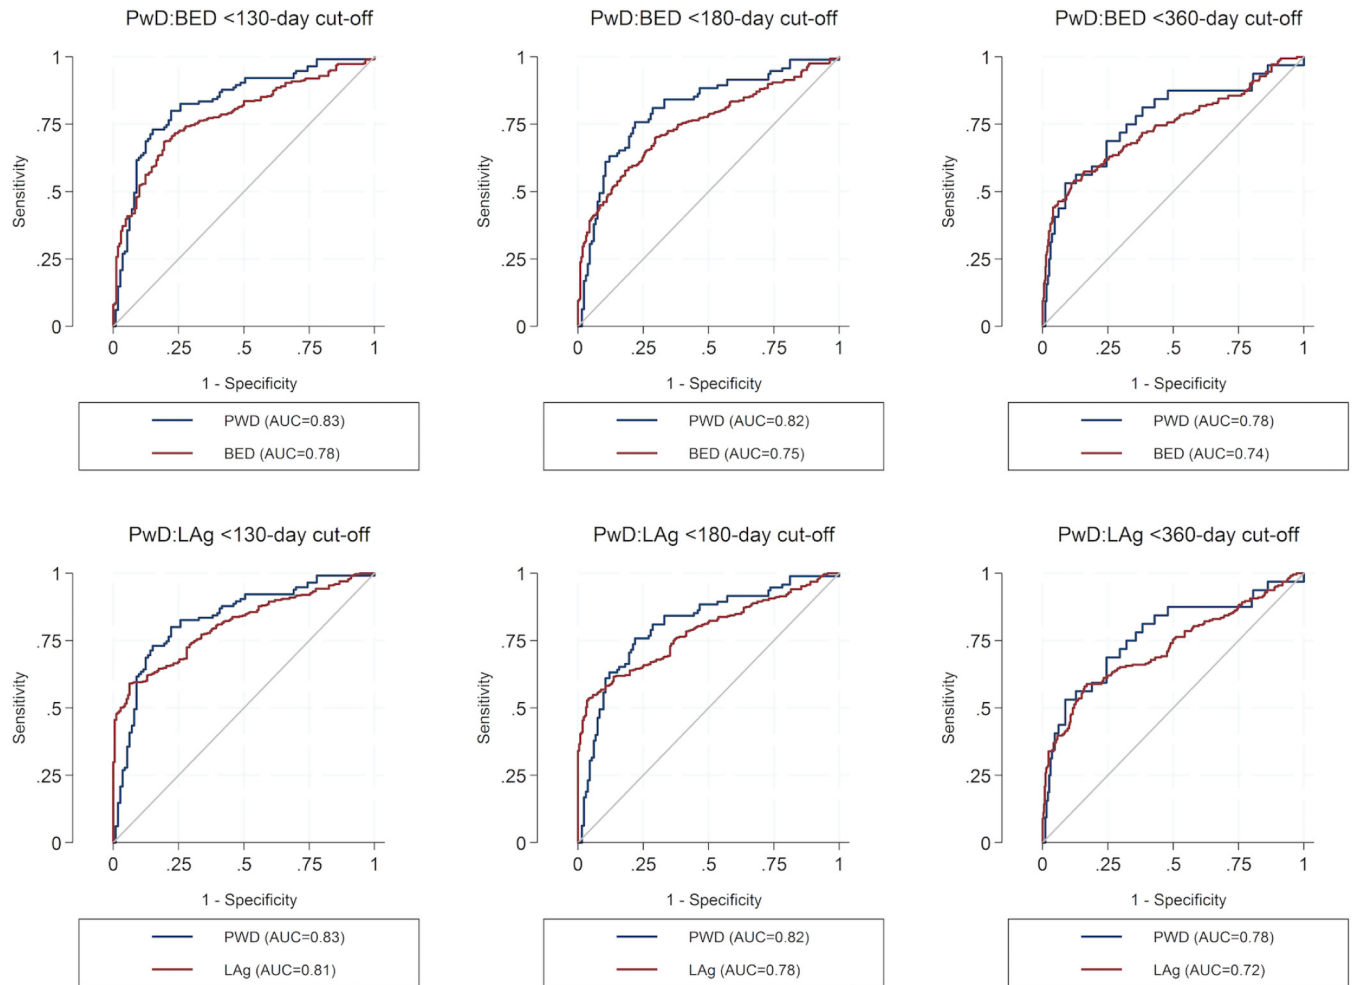 PwD:BED <130-day cut-off
PwD:BED <180-day cut-off
PwD:BED <360-day cut-off
1
.75
.5
.25
0
Sensitivity
0 .25 .5 .75 1
1 - Specificity
PWD (AUC=0.83)
BED (AUC=0.78)
1
.75
.5
.25
0
Sensitivity
0 .25 .5 .75 1
1 - Specificity
PWD (AUC=0.82)
BED (AUC=0.75)
1
.75
.5
.25
0
Sensitivity
0 .25 .5 .75 1
1 - Specificity
PWD (AUC=0.78)
BED (AUC=0.74)
PwD:LAg <130-day cut-off
PwD:LAg <180-day cut-off
PwD:LAg <360-day cut-off
1
.75
.5
.25
0
Sensitivity
0 .25 .5 .75 1
1 - Specificity
PWD (AUC=0.83)
LAg (AUC=0.81)
1
.75
.5
.25
0
Sensitivity
0 .25 .5 .75 1
1 - Specificity
PWD (AUC=0.82)
LAg (AUC=0.78)
1
.75
.5
.25
0
Sensitivity
0 .25 .5 .75 1
1 - Specificity
PWD (AUC=0.78)
LAg (AUC=0.72)